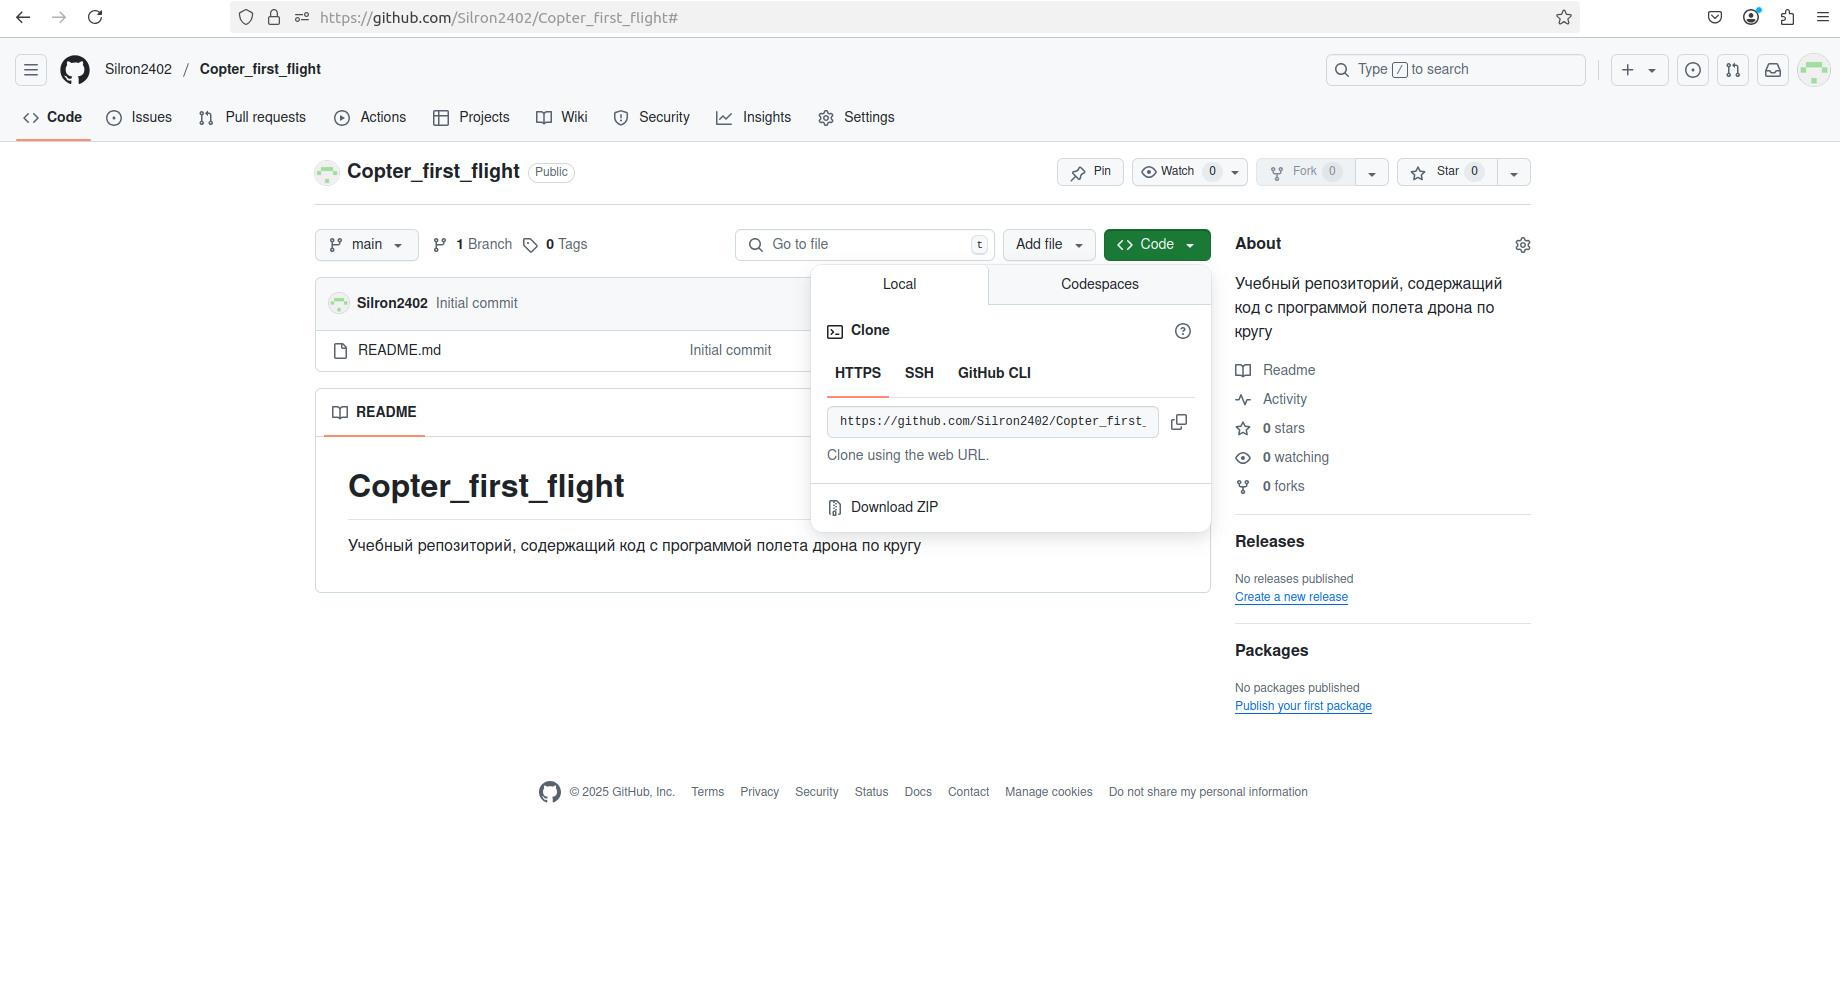 https://github.com/Silron2402/Copter_first_flight#
Silron2402 / Copter_first_flight
Type / to search
Code Issues Pull requests Actions Projects Wiki Security Insights Settings
Copter_first_flight Public
Pin Watch 0 Fork 0 Star 0
main 1 Branch 0 Tags Go to file t Add file Code
Local Codespaces
Silron2402 Initial commit
Clone
README.md Initial commit
HTTPS SSH GitHub CLI
https://github.com/Silron2402/Copter_first_
Clone using the web URL.
Download ZIP
README
Copter_first_flight
Учебный репозиторий, содержащий код с программой полета дрона по кругу
About
Учебный репозиторий, содержащий
код с программой полета дрона по
кругу
Readme
Activity
0 stars
0 watching
0 forks
Releases
No releases published
Create a new release
Packages
No packages published
Publish your first package
© 2025 GitHub, Inc. Terms Privacy Security Status Docs Contact Manage cookies Do not share my personal information